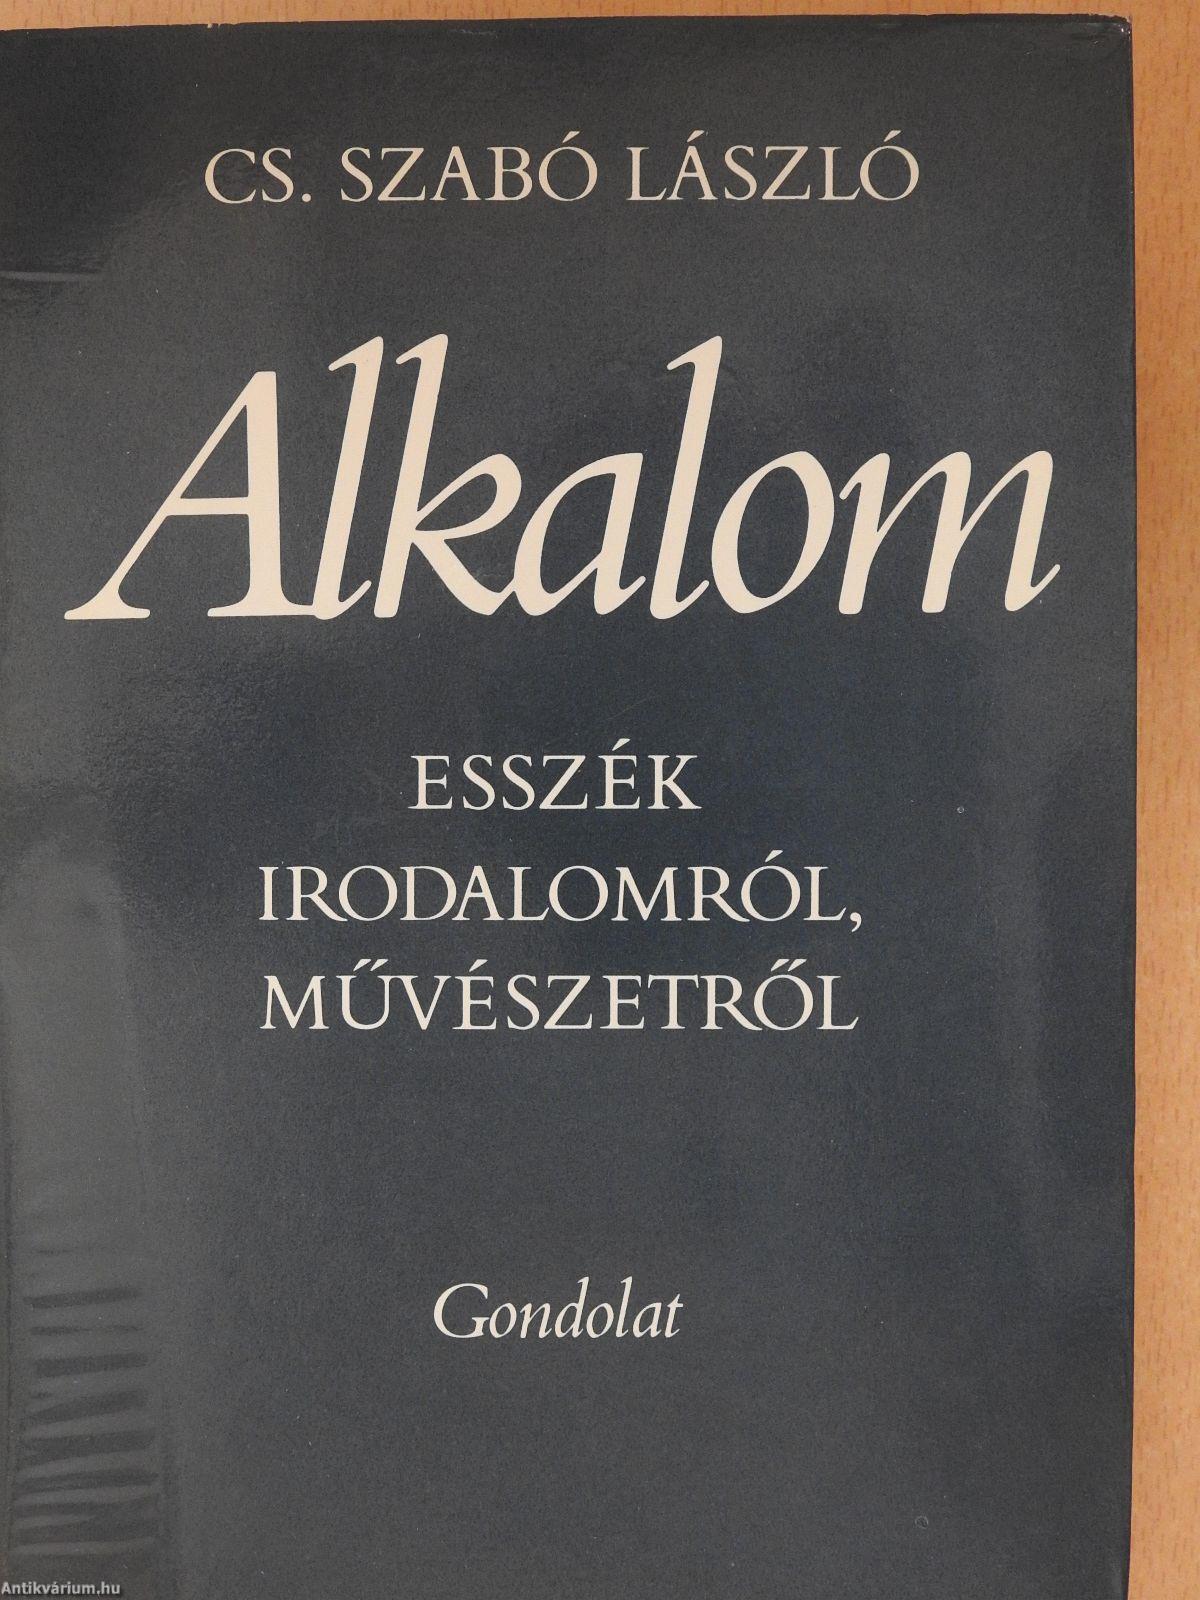 CS. SZABÓ LÁSZLÓ
Alkalom
ESSZÉK
IRODALOMRÓL,
MŰVÉSZETRŐL
Gondolat
Antikvárium.hu